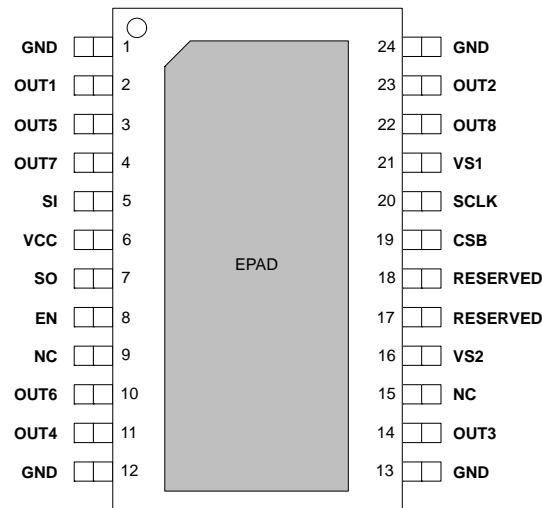 GND 1 24 GND
OUT1 2 23 OUT2
OUT5 3 22 OUT8
OUT7 4 21 VS1
SI 5 20 SCLK
VCC 6 19 CSB
EPAD
SO 7 18 RESERVED
EN 8 17 RESERVED
NC 9 16 VS2
OUT6 10 15 NC
OUT4 11 14 OUT3
GND 12 13 GND